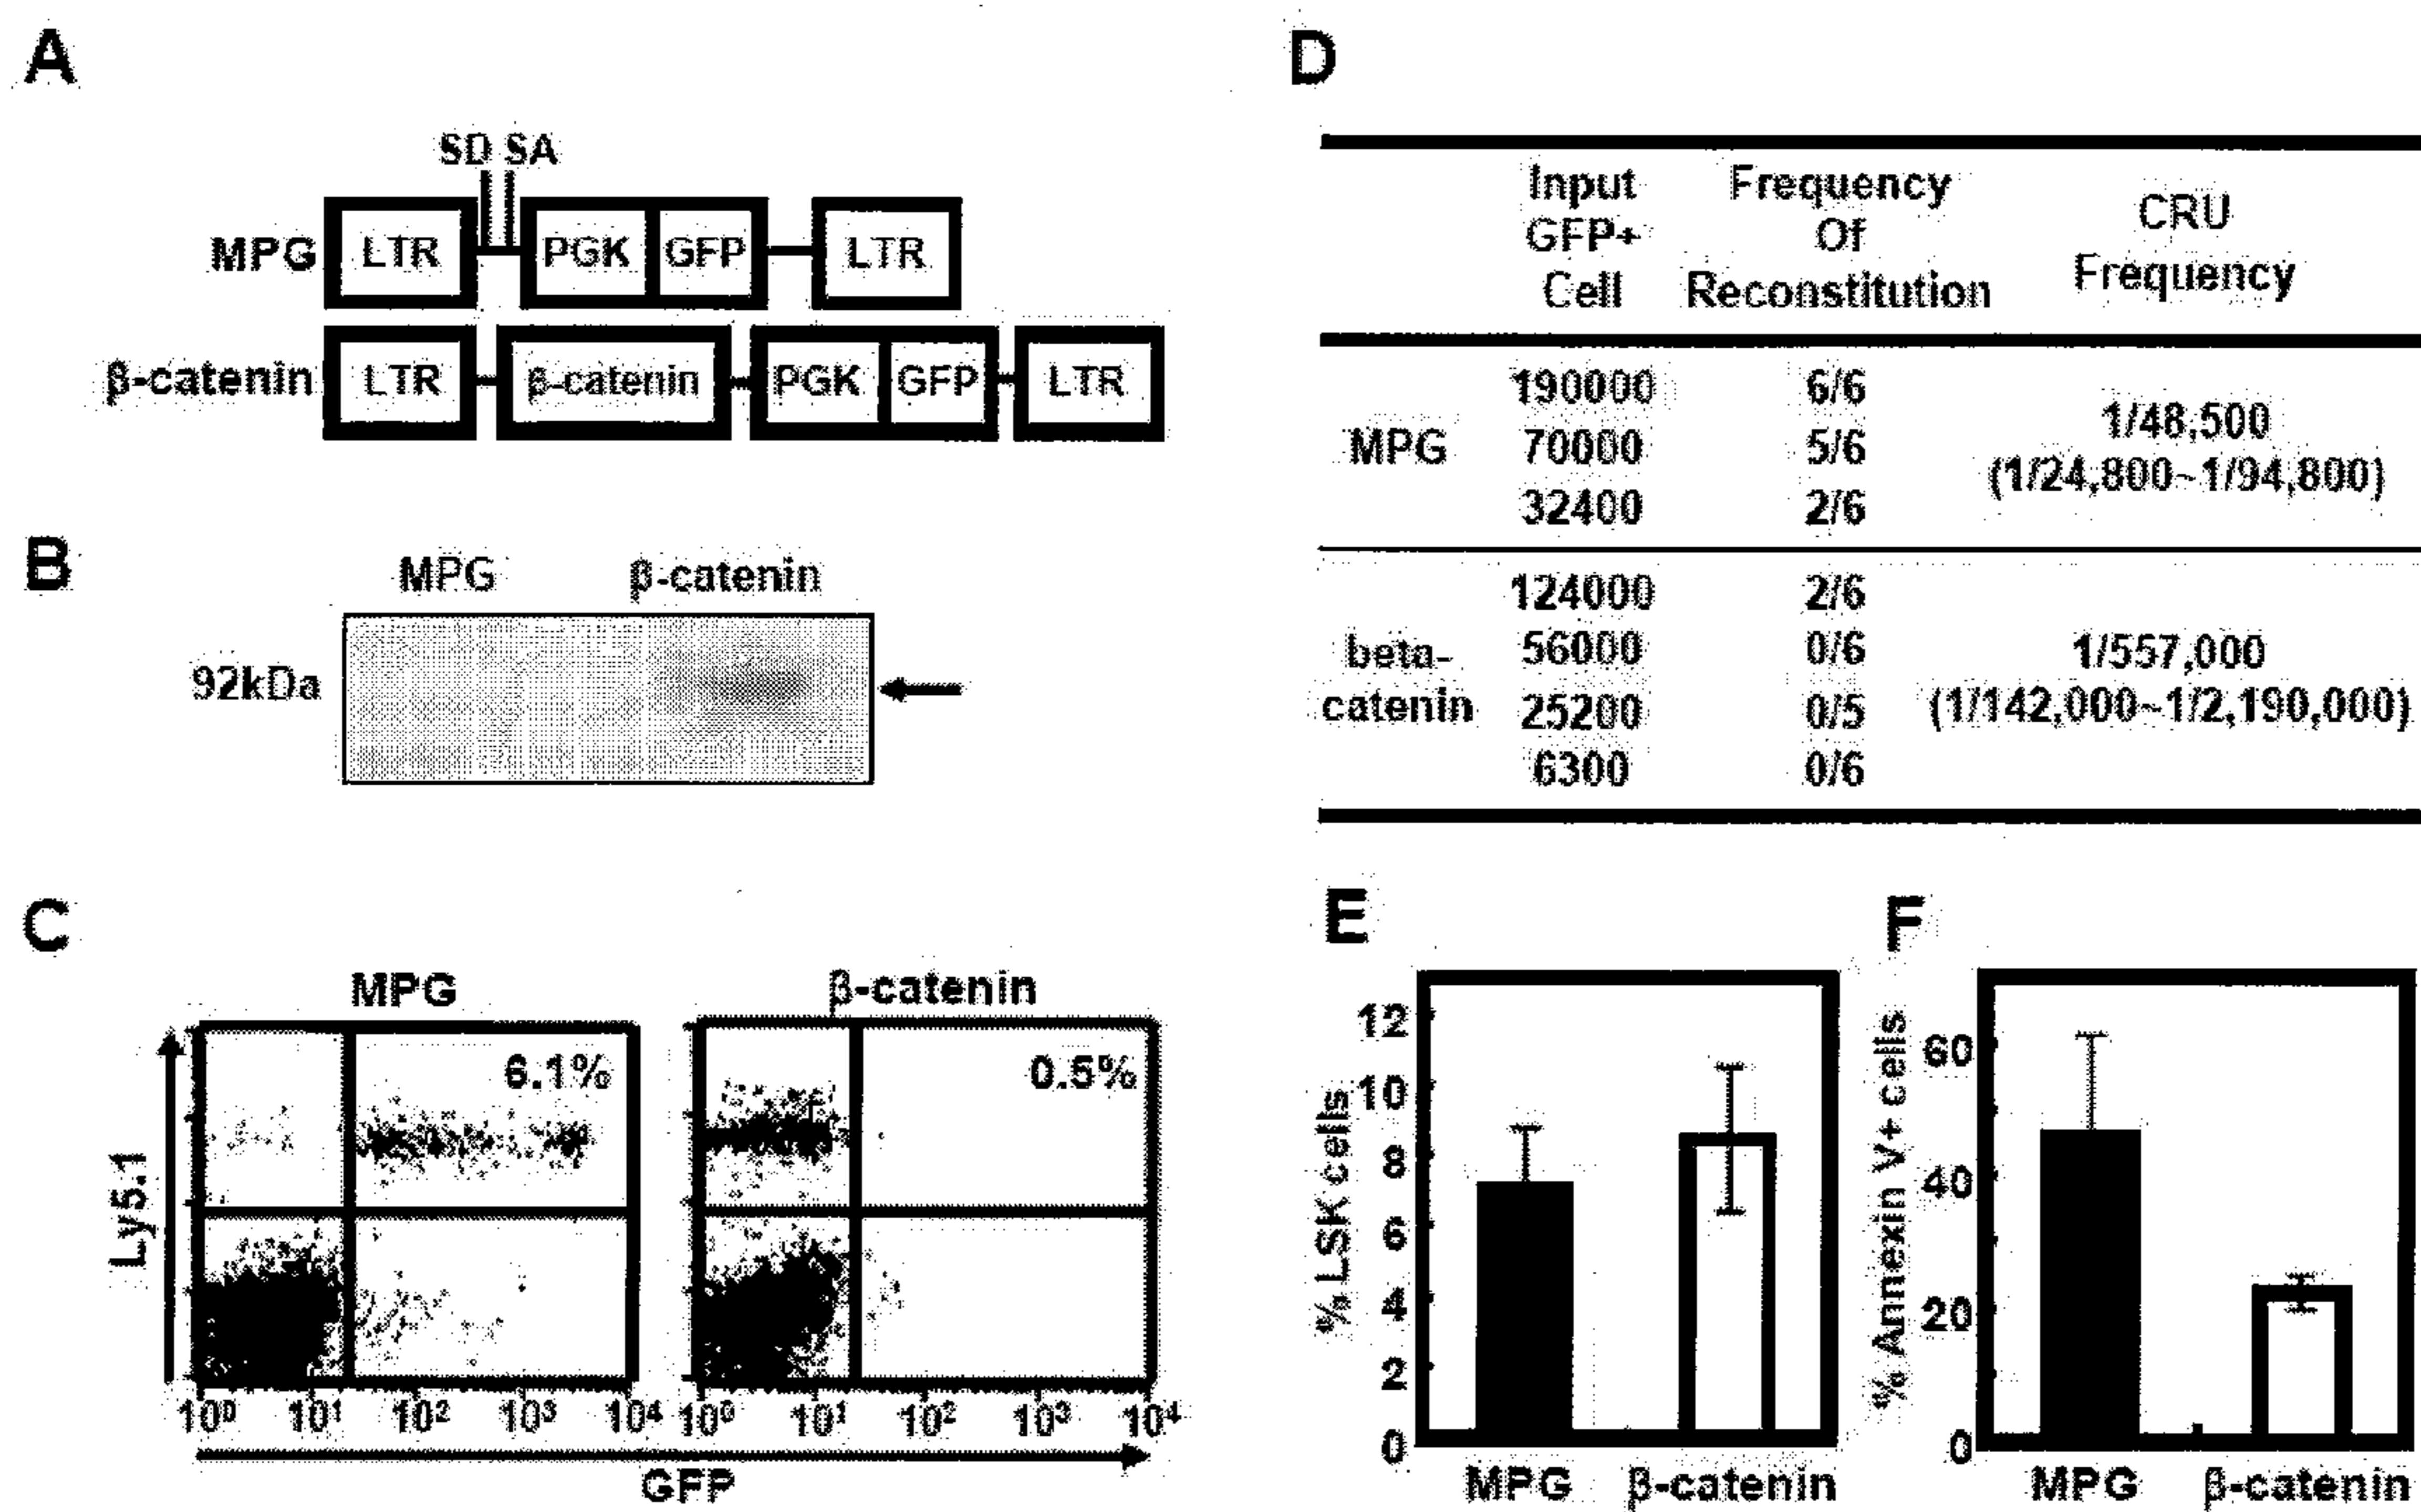 A
SD SA
MPG LTR PGK GFP LTR
β-catenin LTR β-catenin PGK GFP LTR
B
MPG β-catenin
92kDa
C
MPG β-catenin
6.1% 0.5%
Ly5.1
10⁰ 10¹ 10² 10³ 10⁴ 10⁰ 10¹ 10² 10³ 10⁴
GFP
D
Input GFP+ Cell
Frequency Of Reconstitution
CRU Frequency
MPG
190000 6/6
70000 5/6
32400 2/6
1/48,500
(1/24,800~1/94,800)
beta-
catenin
124000 2/6
56000 0/6
25200 0/5
6300 0/6
1/557,000
(1/142,000~1/2,190,000)
E
% LSK cells
12
10
8
6
4
2
0
MPG β-catenin
F
% Annexin V+ cells
60
40
20
0
MPG β-catenin